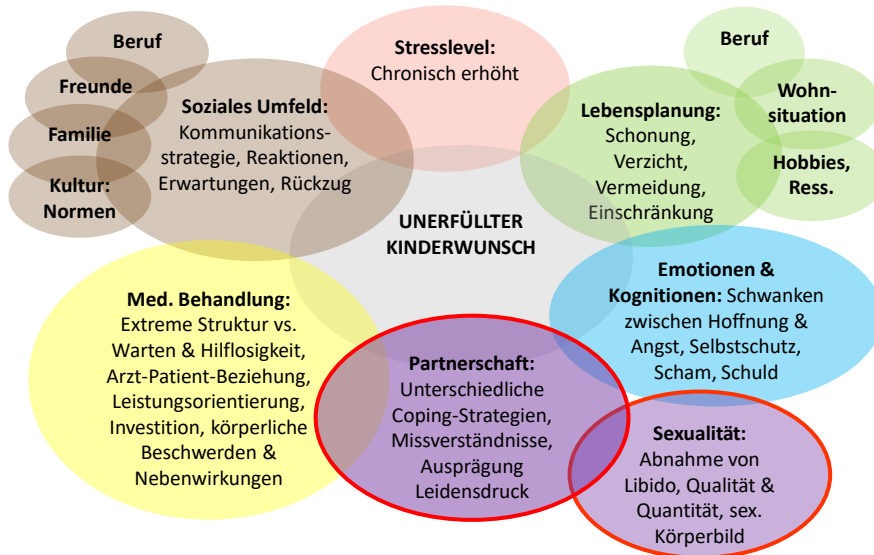 Beruf
Freunde
Familie
Kultur:
Normen
Soziales Umfeld:
Kommunikations-
strategie, Reaktionen,
Erwartungen, Rückzug
Stresslevel:
Chronisch erhöht
Lebensplanung:
Schonung,
Verzicht,
Vermeidung,
Einschränkung
Beruf
Wohn-
situation
Hobbies,
Ress.
UNERFÜLLTER
KINDERWUNSCH
Med. Behandlung:
Extreme Struktur vs.
Warten & Hilflosigkeit,
Arzt-Patient-Beziehung,
Leistungsorientierung,
Investition, körperliche
Beschwerden &
Nebenwirkungen
Partnerschaft:
Unterschiedliche
Coping-Strategien,
Missverständnisse,
Ausprägung
Leidensdruck
Emotionen &
Kognitionen: Schwanken
zwischen Hoffnung &
Angst, Selbstschutz,
Scham, Schuld
Sexualität:
Abnahme von
Libido, Qualität &
Quantität, sex.
Körperbild